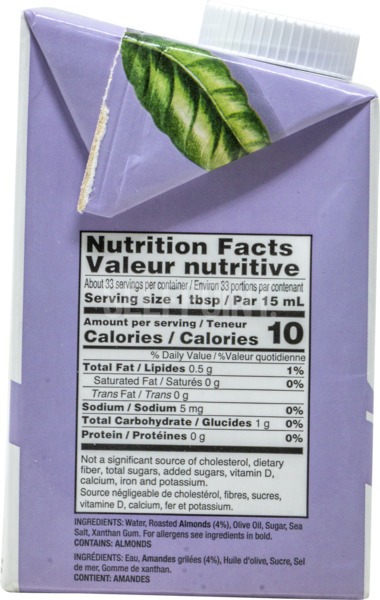 Nutrition Facts
Valeur nutritive
About 33 servings per container / Environ 33 portions par contenant
Serving size 1 tbsp / Par 15 mL
Amount per serving / Teneur
Calories / Calories 10
% Daily Value / %Valeur quotidienne
Total Fat / Lipides 0.5 g 1%
Saturated Fat / Saturés 0 g 0%
Trans Fat / Trans 0 g
Sodium / Sodium 5 mg 0%
Total Carbohydrate / Glucides 1 g 0%
Protein / Protéines 0 g 0%
Not a significant source of cholesterol, dietary
fiber, total sugars, added sugars, vitamin D,
calcium, iron and potassium.
Source négligeable de cholestérol, fibres, sucres,
vitamine D, calcium, fer et potassium.
INGREDIENTS: Water, Roasted Almonds (4%), Olive Oil, Sugar, Sea
Salt, Xanthan Gum. For allergens see ingredients in bold.
CONTAINS: ALMONDS
INGRÉDIENTS: Eau, Amandes grillées (4%), Huile d'olive, Sucre, Sel
de mer, Gomme de xanthan.
CONTIENT: AMANDES